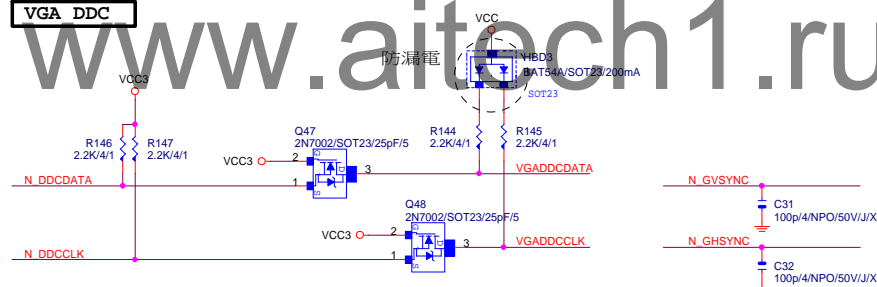 VGA DDC
www.aitech1.ru
VCC
防漏電
HBD3
BAT54A/SOT23/200mA
SOT23
VCC3
R146
2.2K/4/1
R147
2.2K/4/1
Q47
2N7002/SOT23/25pF/5
R144
2.2K/4/1
R145
2.2K/4/1
VCC3
2
G
D
S
1
3
N_DDCDATA
VGADDCDATA
N_GVSYNC
C31
100p/4/NPO/50V/J/X
Q48
2N7002/SOT23/25pF/5
VCC3
2
G
D
S
1
3
N_DDCCLK
VGADDCCLK
N_GHSYNC
C32
100p/4/NPO/50V/J/X